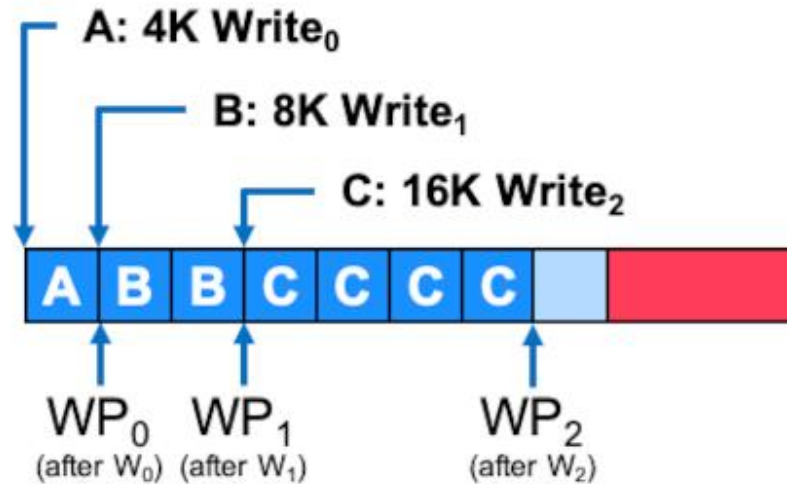 A: 4K Write₀
B: 8K Write₁
C: 16K Write₂
A B B C C C C
WP₀ WP₁ WP₂
(after W₀) (after W₁) (after W₂)